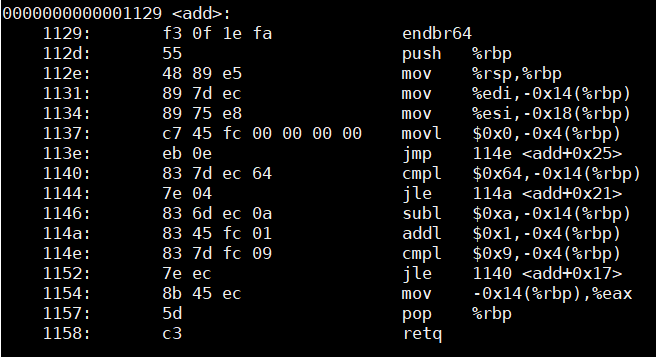 0000000000001129 <add>:
    1129:	f3 0f 1e fa          	endbr64
    112d:	55                   	push   %rbp
    112e:	48 89 e5             	mov    %rsp,%rbp
    1131:	89 7d ec             	mov    %edi,-0x14(%rbp)
    1134:	89 75 e8             	mov    %esi,-0x18(%rbp)
    1137:	c7 45 fc 00 00 00 00 	movl   $0x0,-0x4(%rbp)
    113e:	eb 0e                	jmp    114e <add+0x25>
    1140:	83 7d ec 64          	cmpl   $0x64,-0x14(%rbp)
    1144:	7e 04                	jle    114a <add+0x21>
    1146:	83 6d ec 0a          	subl   $0xa,-0x14(%rbp)
    114a:	83 45 fc 01          	addl   $0x1,-0x4(%rbp)
    114e:	83 7d fc 09          	cmpl   $0x9,-0x4(%rbp)
    1152:	7e ec                	jle    1140 <add+0x17>
    1154:	8b 45 ec             	mov    -0x14(%rbp),%eax
    1157:	5d                   	pop    %rbp
    1158:	c3                   	retq